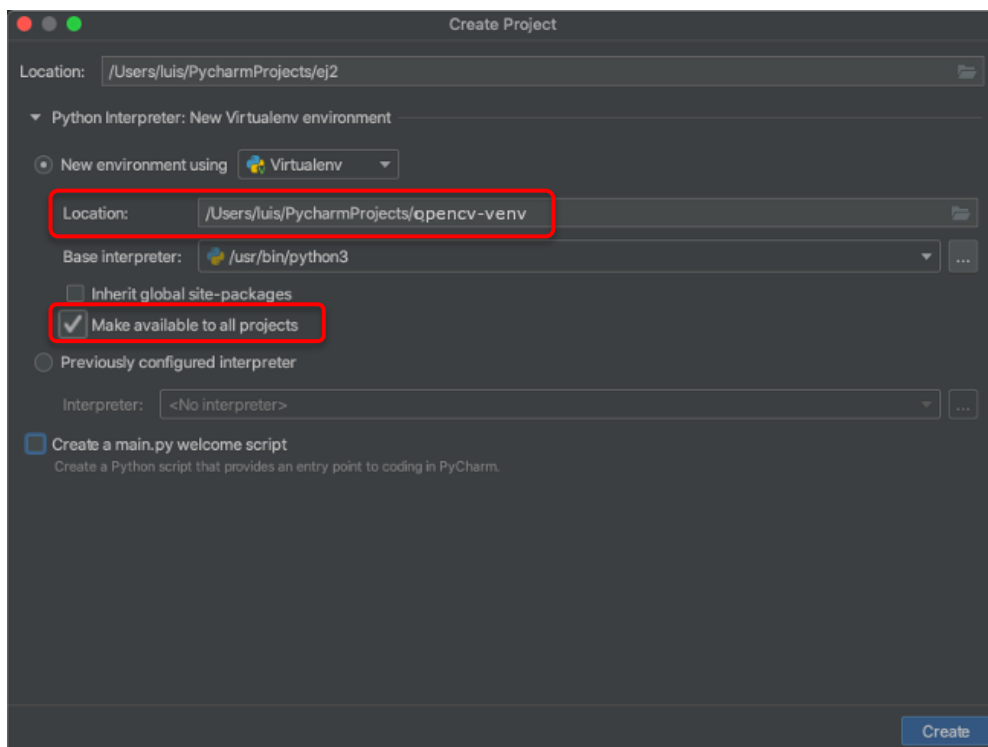 Create Project
Location: /Users/luis/PycharmProjects/ej2
Python Interpreter: New Virtualenv environment
New environment using Virtualenv
Location: /Users/luis/PycharmProjects/opencv-venv
Base interpreter: /usr/bin/python3 ...
Inherit global site-packages
Make available to all projects
Previously configured interpreter
Interpreter: <No interpreter> ...
Create a main.py welcome script
Create a Python script that provides an entry point to coding in PyCharm.
Create